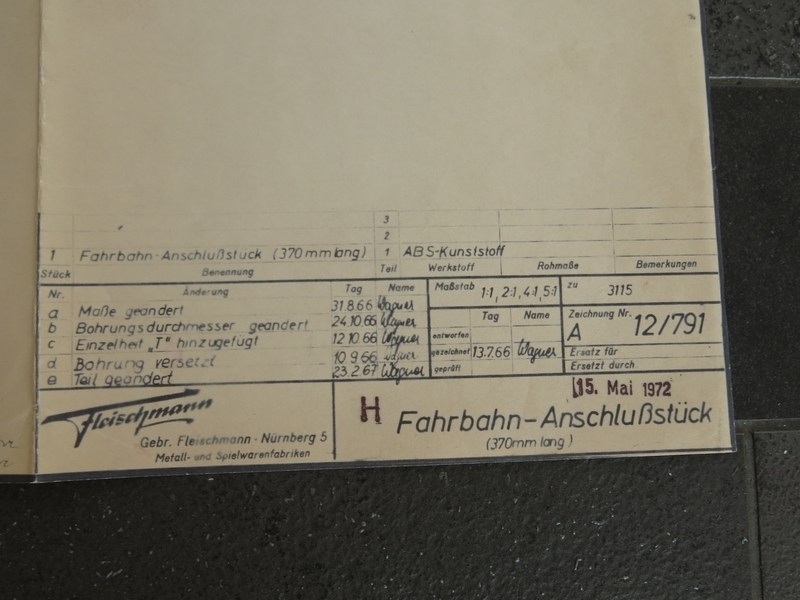 3
2
1 Fahrbahn-Anschlußstück (370 mm lang) 1 ABS-Kunststoff
Stück Benennung Teil Werkstoff Rohmaße Bemerkungen
Nr. Änderung Tag Name
a Maße geändert 31.8.66 Wagner
b Bohrungsdurchmesser geändert 24.10.66 Wagner
c Einzelheit „T" hinzugefügt 12.10.66 Wagner
d Bohrung versetzt 10.9.66 Wagner
e Teil geändert 23.2.67 Wagner
Maßstab 1:1, 2:1, 4:1, 5:1
zu 3115
Tag Name
entworfen
gezeichnet 13.7.66 Wagner
geprüft
Zeichnung Nr.
A 12/791
Ersatz für
Ersetzt durch
Fleischmann
Gebr. Fleischmann · Nürnberg 5
Metall- und Spielwarenfabriken
15. Mai 1972
H Fahrbahn-Anschlußstück
(370mm lang)